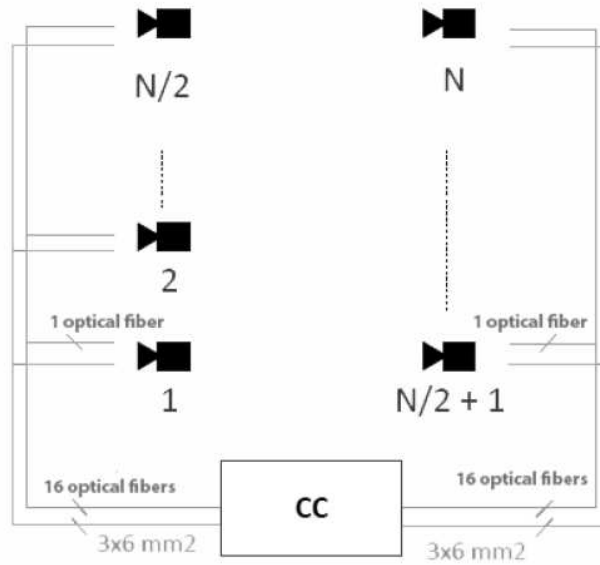 N/2
N
2
1 optical fiber
1 optical fiber
1
N/2 + 1
16 optical fibers
CC
16 optical fibers
3x6 mm2
3x6 mm2